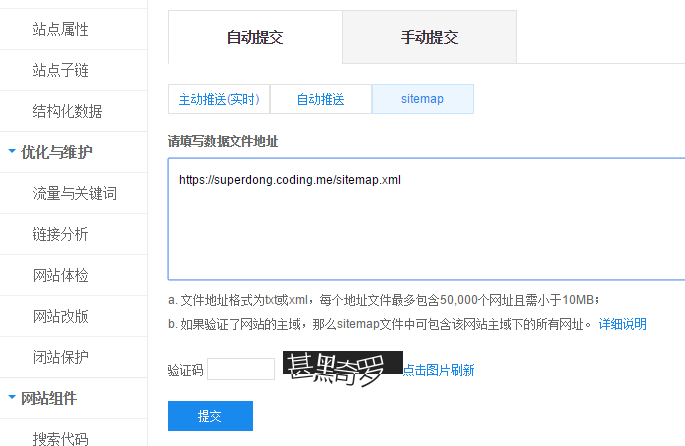 站点属性
站点子链
结构化数据
优化与维护
流量与关键词
链接分析
网站体检
网站改版
闭站保护
网站组件
搜索代码
自动提交 手动提交
主动推送(实时) 自动推送 sitemap
请填写数据文件地址
https://superdong.coding.me/sitemap.xml
a. 文件地址格式为txt或xml，每个地址文件最多包含50,000个网址且需小于10MB；
b. 如果验证了网站的主域，那么sitemap文件中可包含该网站主域下的所有网址。 详细说明
验证码 甚黑奇罗 点击图片刷新
提交